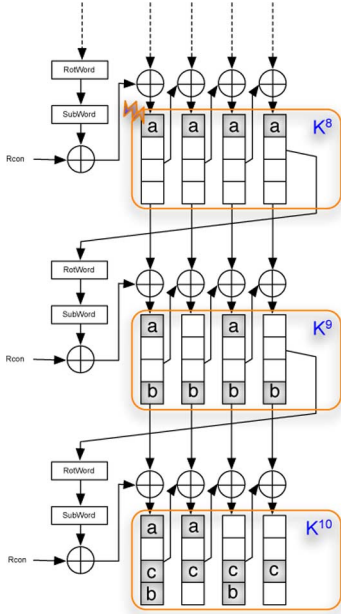 RotWord
SubWord
Rcon
a a a a
K⁸
RotWord
SubWord
Rcon
a a
K⁹
b b b b
RotWord
SubWord
Rcon
a a
K¹⁰
c c c c
b b